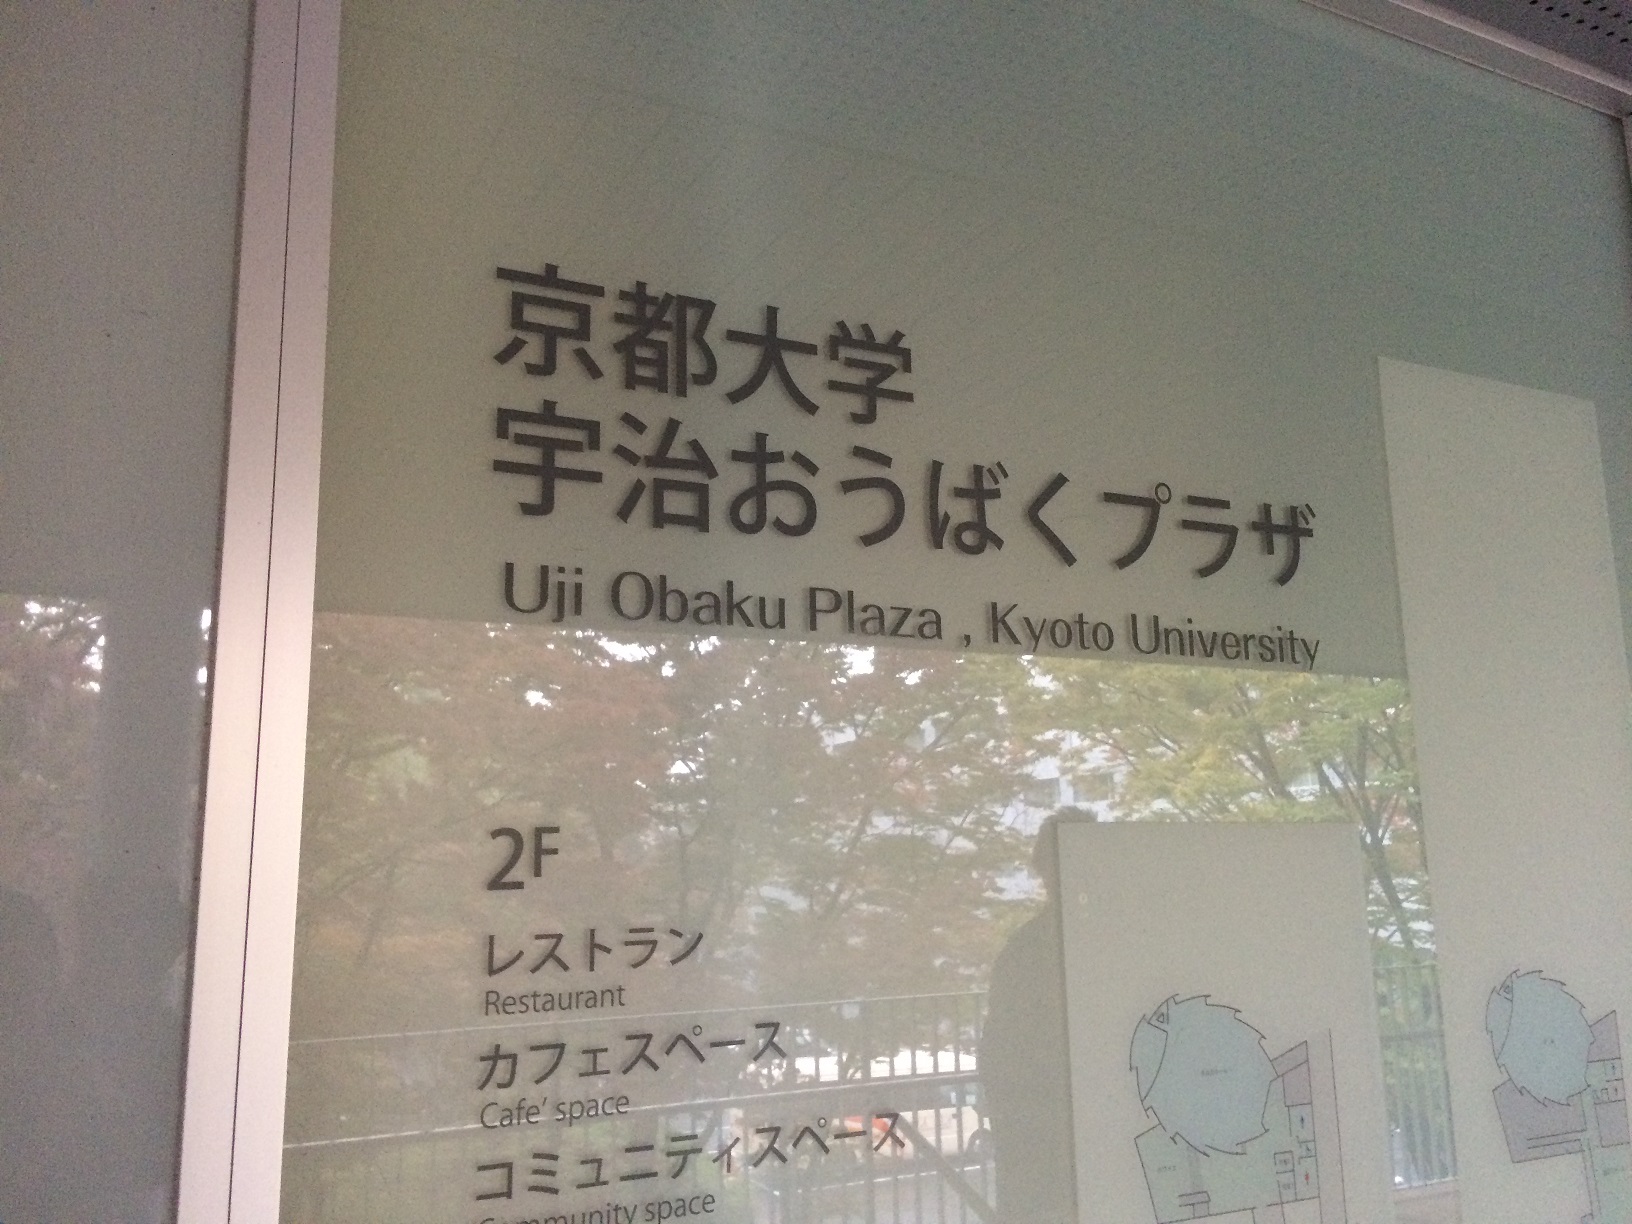 京都大学
宇治おうばくプラザ
Uji Obaku Plaza , Kyoto University
2F
レストラン
Restaurant
カフェスペース
Cafe' space
コミュニティスペース
Community space